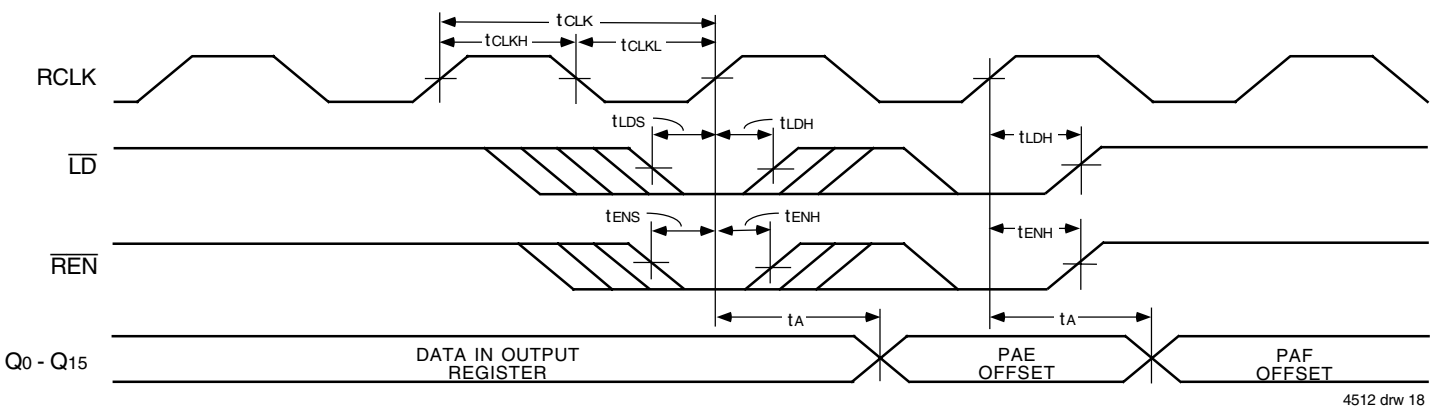 tCLK
tCLKH
tCLKL
RCLK
tLDS
tLDH
tLDH
LD
tENS
tENH
tENH
REN
tA
tA
Q0 - Q15
DATA IN OUTPUT
REGISTER
PAE
OFFSET
PAF
OFFSET
4512 drw 18